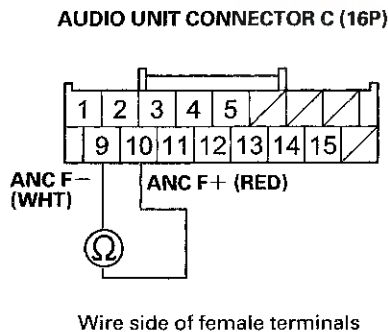 AUDIO UNIT CONNECTOR C (16P)
1 2 3 4 5
9 10 11 12 13 14 15
ANC F− ANC F+ (RED)
(WHT)
Ω
Wire side of female terminals